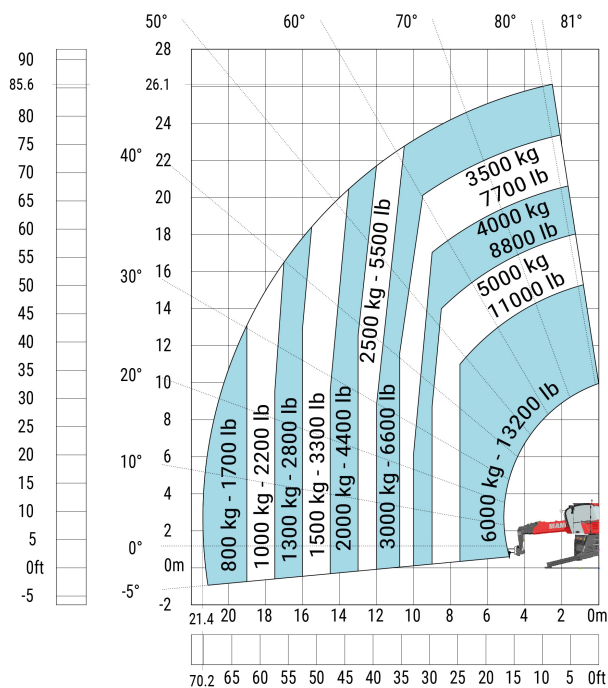 50° 60° 70° 80° 81°
90 28
85.6 26.1
80 24
75 22
70 40°
65 20
60 18
55 30° 16
50 14
45 12
40 20° 10
35 8
30 10° 6
25 4
20 2
15 0° 0m
10 -5° -2
5
0ft
-5
3500 kg
7700 lb
4000 kg
8800 lb
5000 kg
11000 lb
6000 kg - 13200 lb
2500 kg - 5500 lb
800 kg - 1700 lb
1000 kg - 2200 lb
1300 kg - 2800 lb
1500 kg - 3300 lb
2000 kg - 4400 lb
3000 kg - 6600 lb
21.4 20 18 16 14 12 10 8 6 4 2 0m
70.2 65 60 55 50 45 40 35 30 25 20 15 10 5 0ft